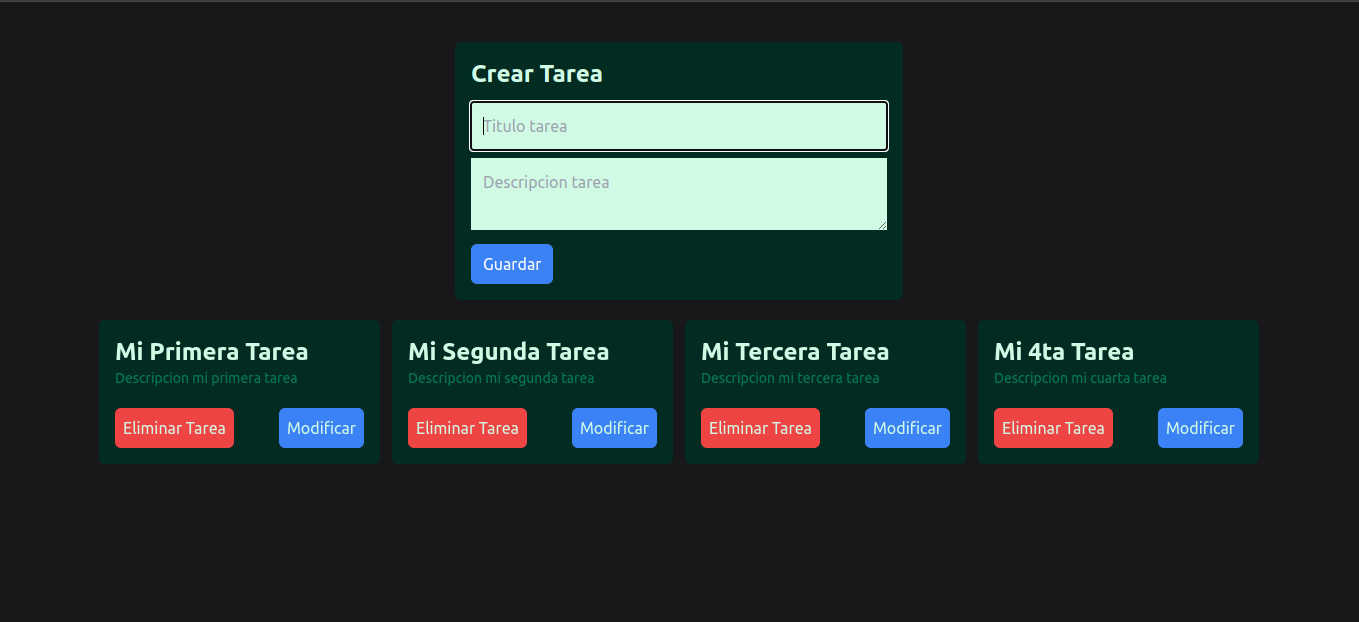 Crear Tarea
Titulo tarea
Descripcion tarea
Guardar
Mi Primera Tarea
Descripcion mi primera tarea
Eliminar Tarea
Modificar
Mi Segunda Tarea
Descripcion mi segunda tarea
Eliminar Tarea
Modificar
Mi Tercera Tarea
Descripcion mi tercera tarea
Eliminar Tarea
Modificar
Mi 4ta Tarea
Descripcion mi cuarta tarea
Eliminar Tarea
Modificar